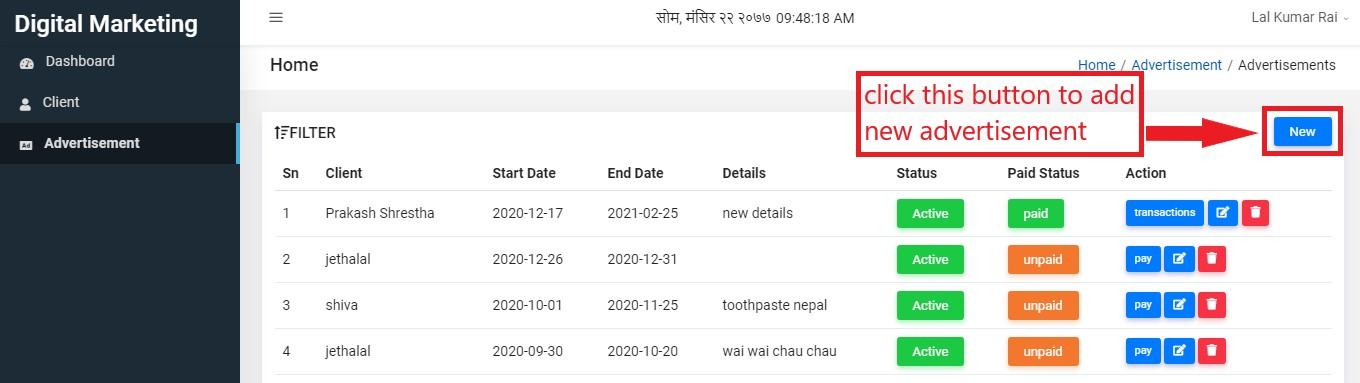 Digital Marketing
सोम, मंसिर २२ २०७७ 09:48:18 AM
Lal Kumar Rai
Dashboard
Client
Advertisement
Home
Home / Advertisement / Advertisements
click this button to add
new advertisement
FILTER
New
Sn Client Start Date End Date Details Status Paid Status Action
1 Prakash Shrestha 2020-12-17 2021-02-25 new details Active paid transactions
2 jethalal 2020-12-26 2020-12-31 Active unpaid pay
3 shiva 2020-10-01 2020-11-25 toothpaste nepal Active unpaid pay
4 jethalal 2020-09-30 2020-10-20 wai wai chau chau Active unpaid pay